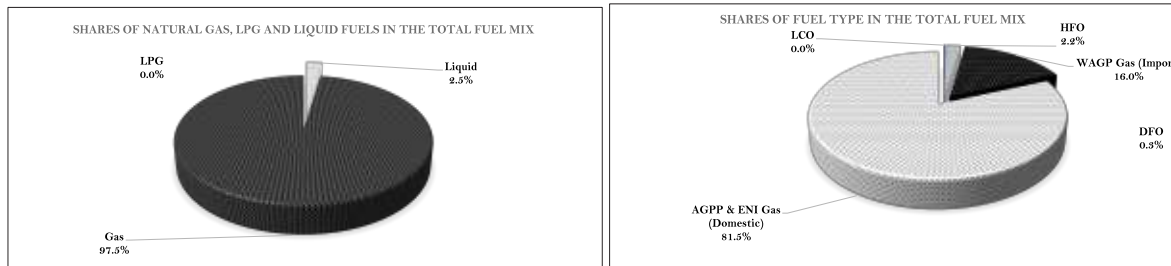 SHARES OF NATURAL GAS, LPG AND LIQUID FUELS IN THE TOTAL FUEL MIX
LPG
0.0%
Liquid
2.5%
Gas
97.5%
SHARES OF FUEL TYPE IN THE TOTAL FUEL MIX
LCO
0.0%
HFO
2.2%
WAGP Gas (Impor
16.0%
DFO
0.3%
AGPP & ENI Gas
(Domestic)
81.5%